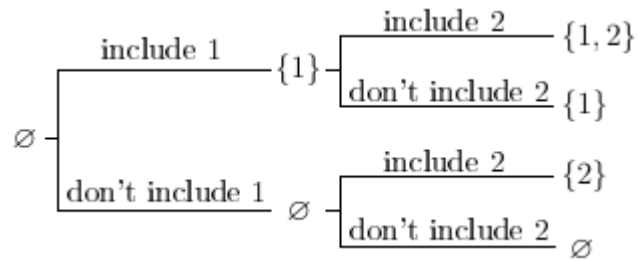 include 2
{1, 2}
include 1
{1}
don't include 2
{1}
∅
include 2
{2}
don't include 1
∅
don't include 2
∅